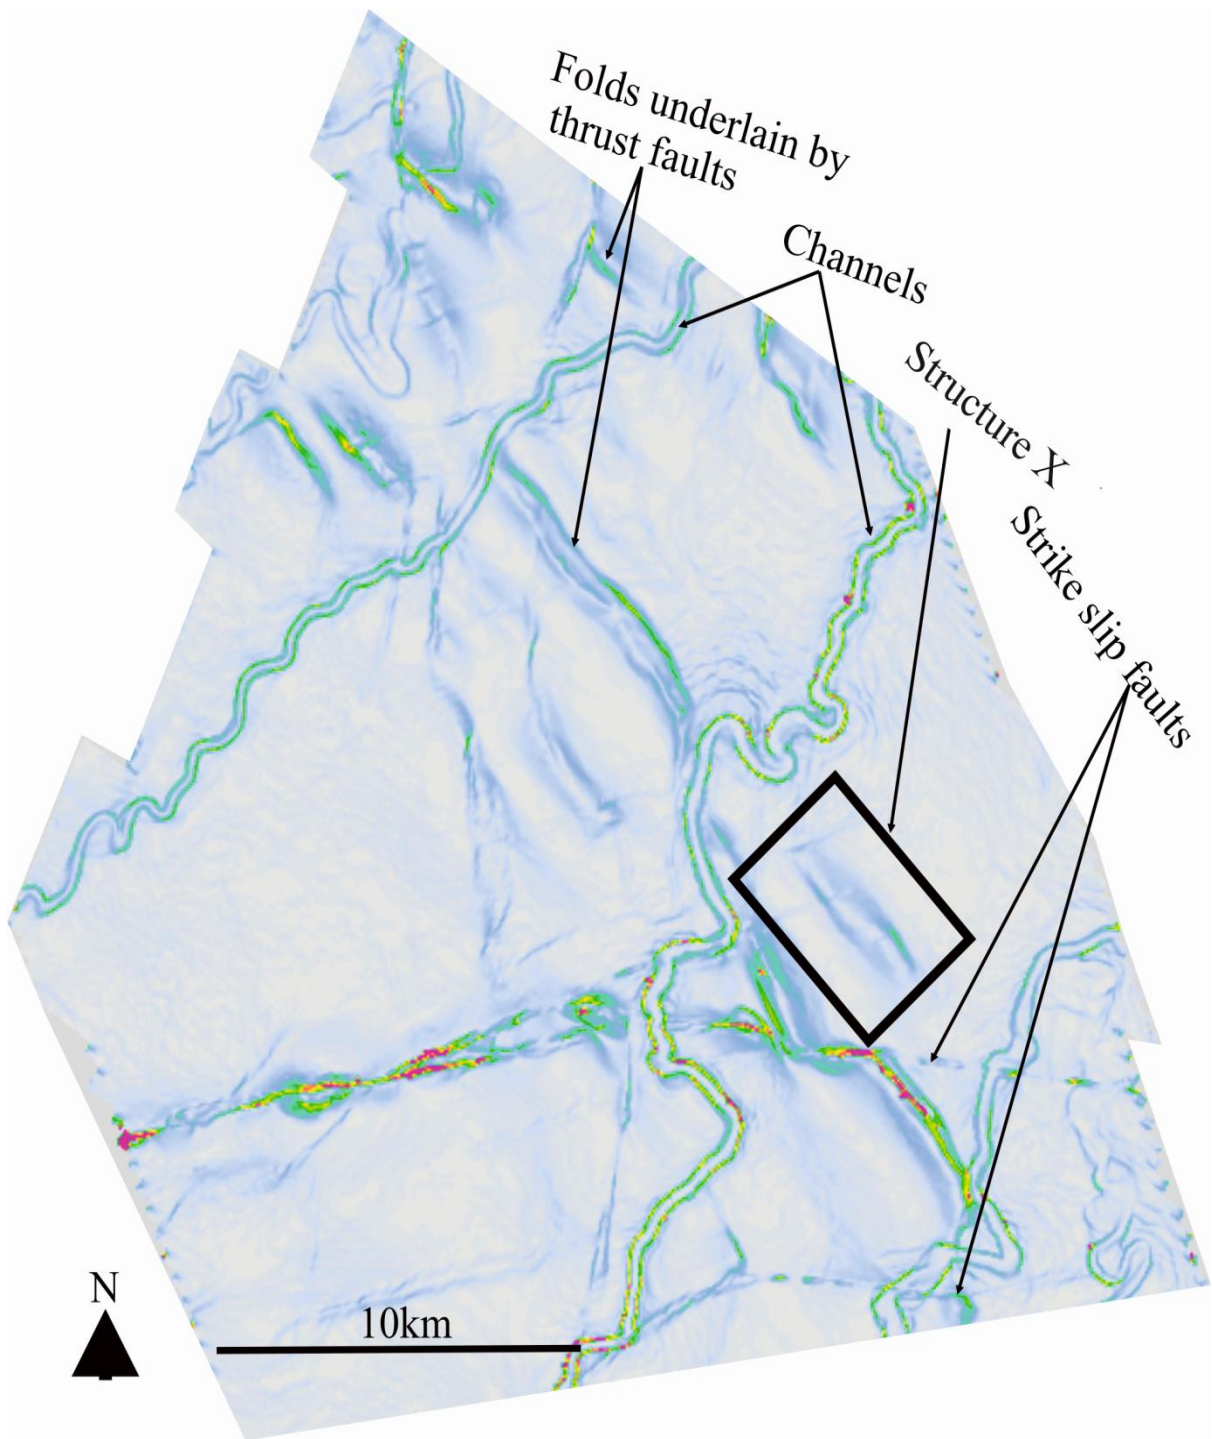 Folds underlain by
thrust faults
Channels
Structure X
Strike slip faults
N
10km